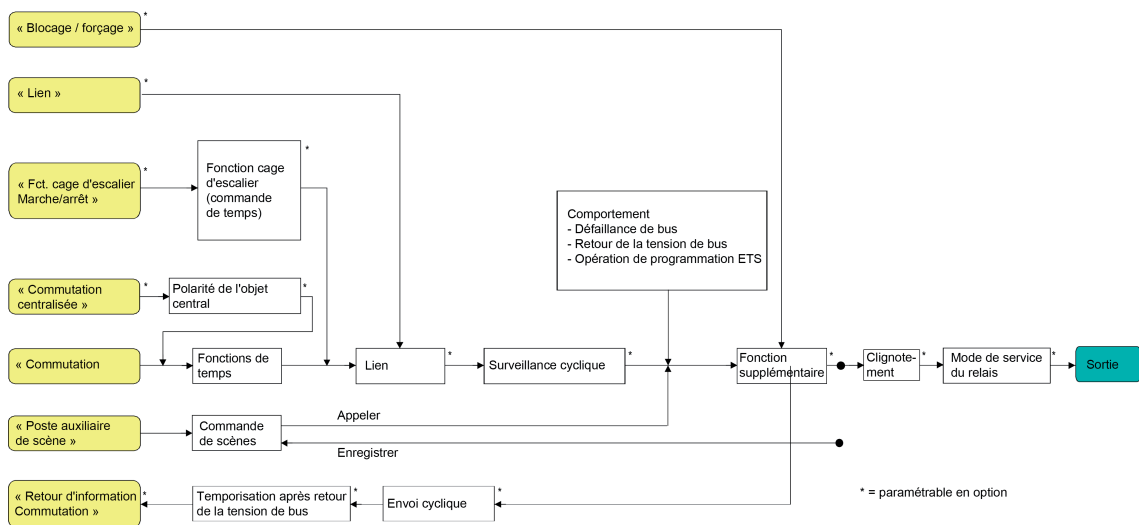 « Blocage / forçage »
*
« Lien »
*
« Fct. cage d'escalier
Marche/arrêt »
*
Fonction cage
d'escalier
(commande
de temps)
*
Comportement
- Défaillance de bus
- Retour de la tension de bus
- Opération de programmation ETS
« Commutation
centralisée »
*
Polarité de l'objet
central
*
« Commutation
Fonctions de
temps
Lien
*
Surveillance cyclique
*
Fonction
supplémentaire
*
Clignote-
ment
*
Mode de service
du relais
*
Sortie
« Poste auxiliaire
de scène »
Commande
de scènes
Appeler
Enregistrer
« Retour d'information
Commutation »
*
Temporisation après retour
de la tension de bus
*
Envoi cyclique
*
* = paramétrable en option